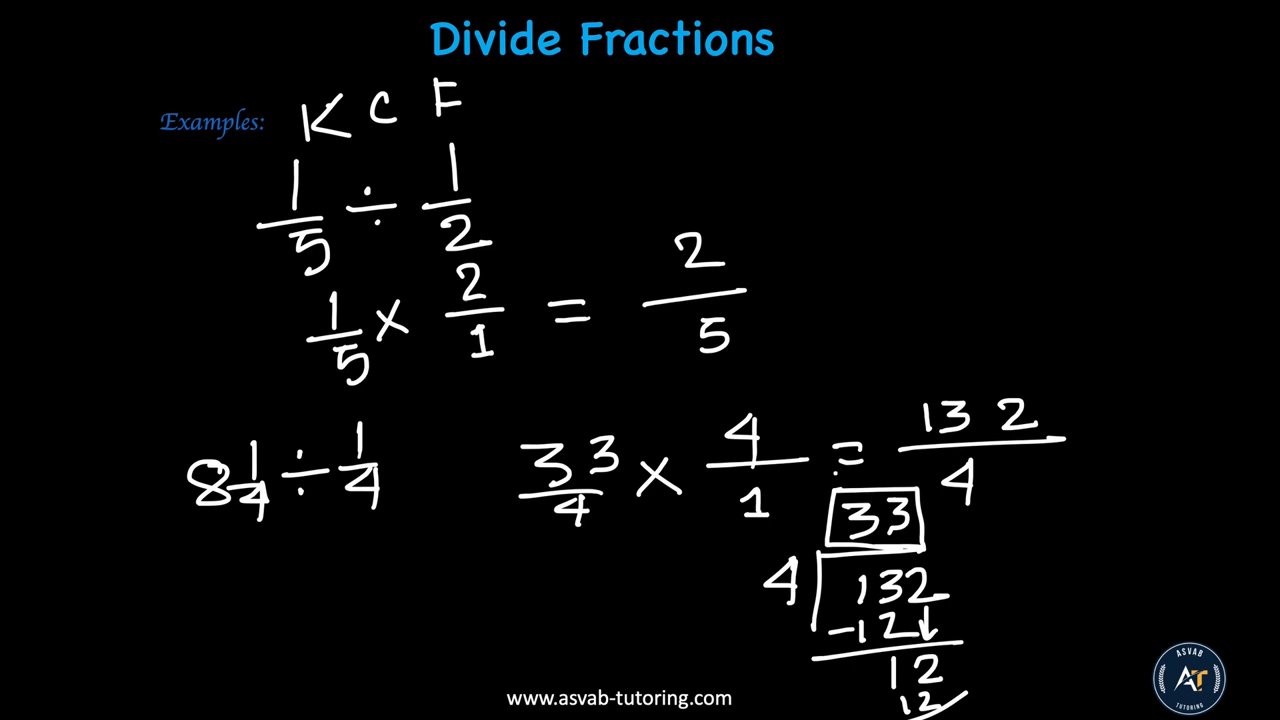 Divide Fractions
Examples:
K C F
1/5 ÷ 1/2
1/5 × 2/1 = 2/5
8 1/4 ÷ 1/4
33/4 × 4/1 = 132/4
33
4 132
-12↓
12
12
www.asvab-tutoring.com
ASVAB
AT
TUTORING